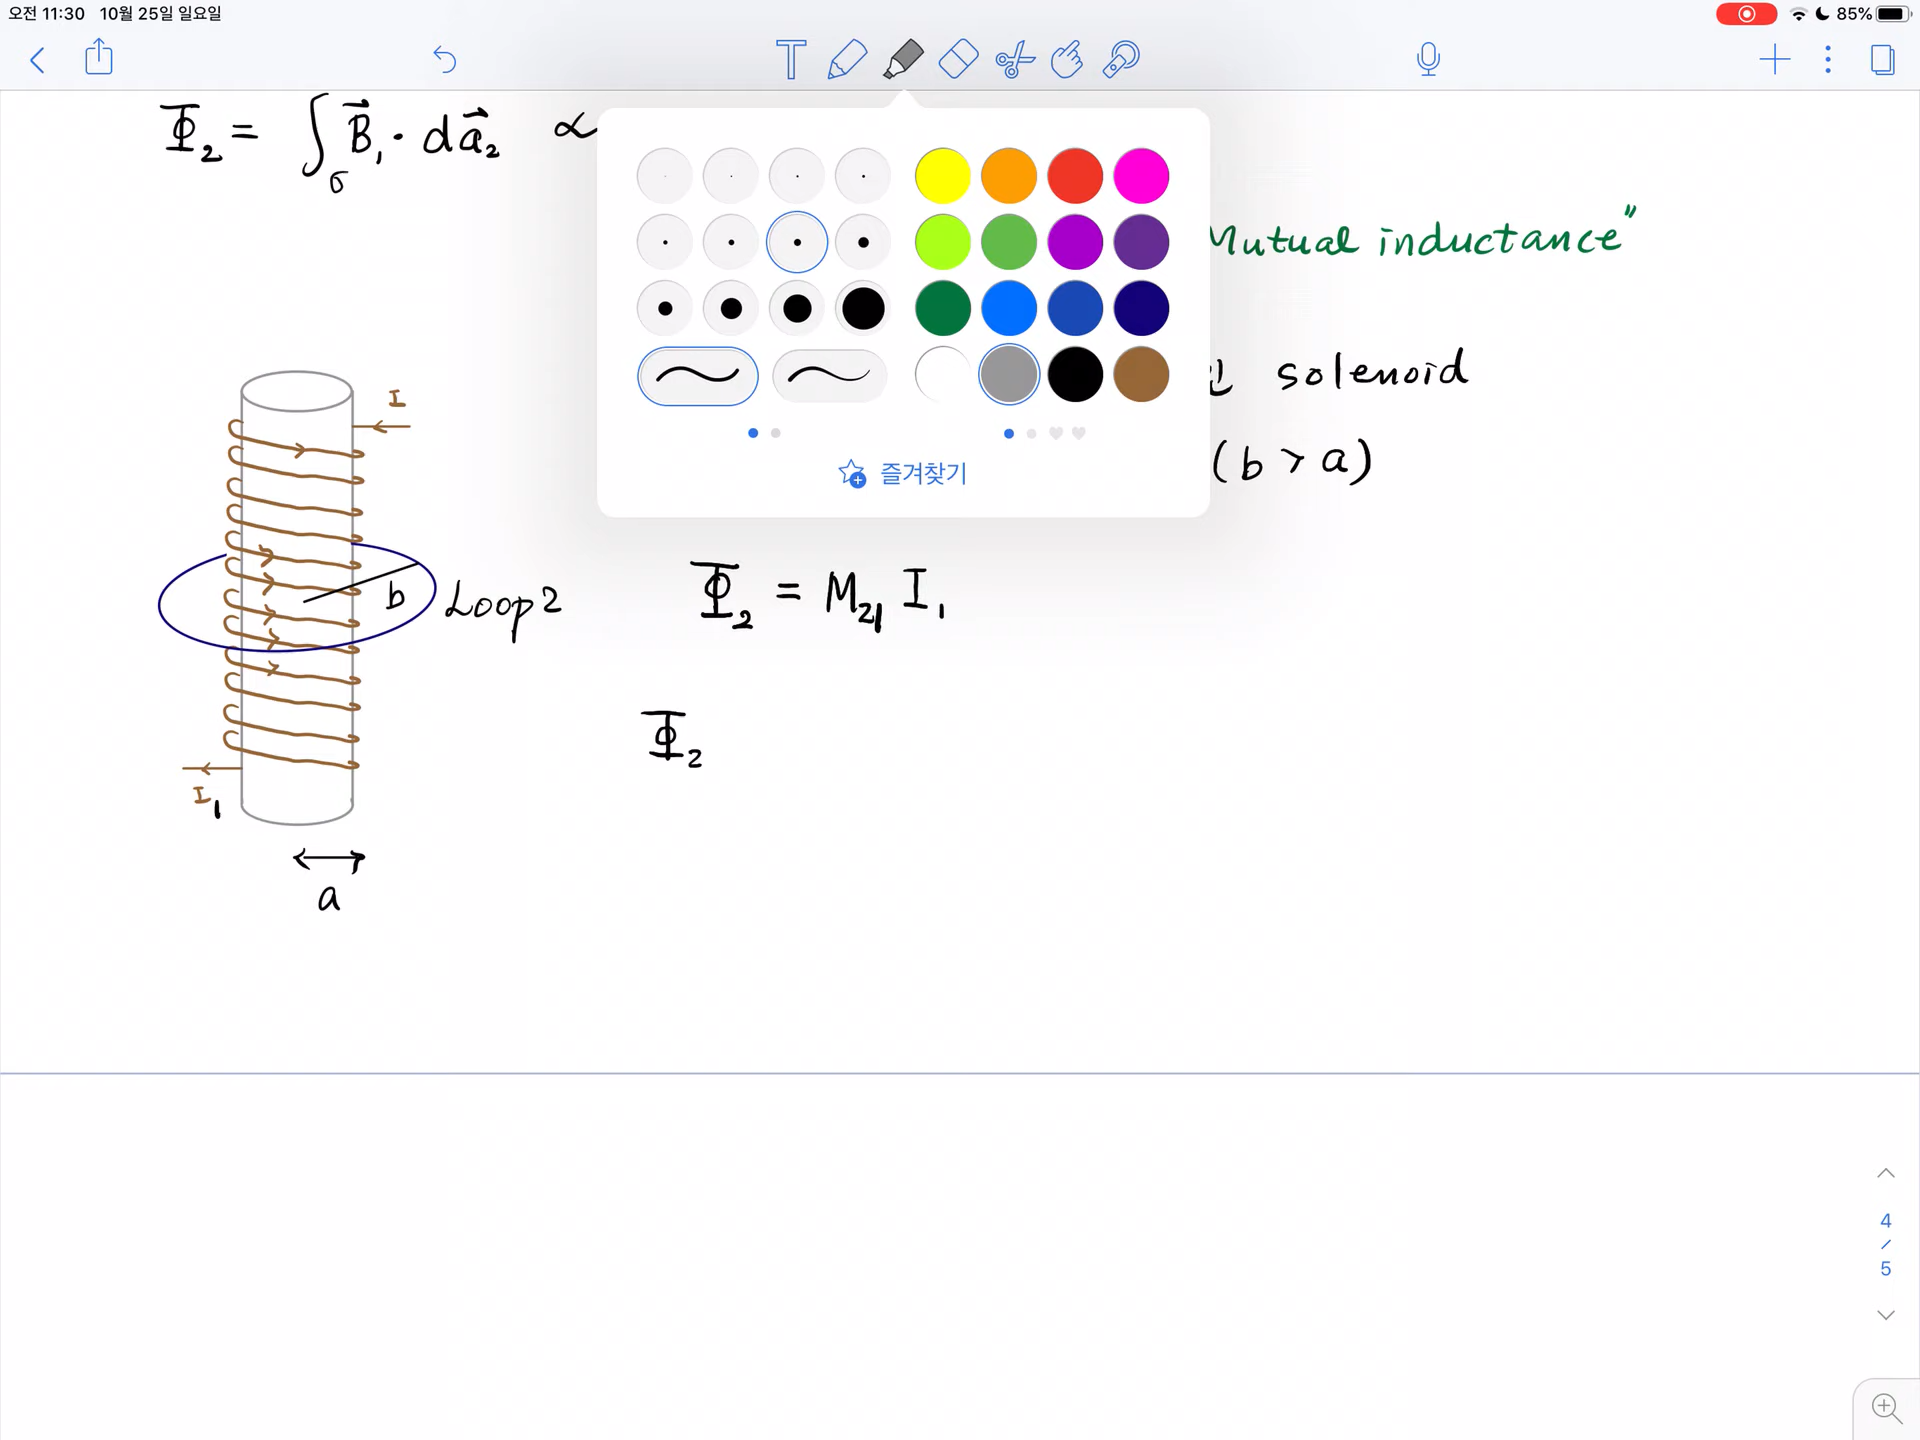 오전 11:30 10월 25일 일요일
85%
Φ₂ = ∫σ B⃗₁ · da⃗₂ ∝
Mutual inductance"
solenoid
(b > a)
즐겨찾기
I
b
Loop 2
Φ₂ = M₂₁ I₁
Φ₂
I₁
a
4
/
5